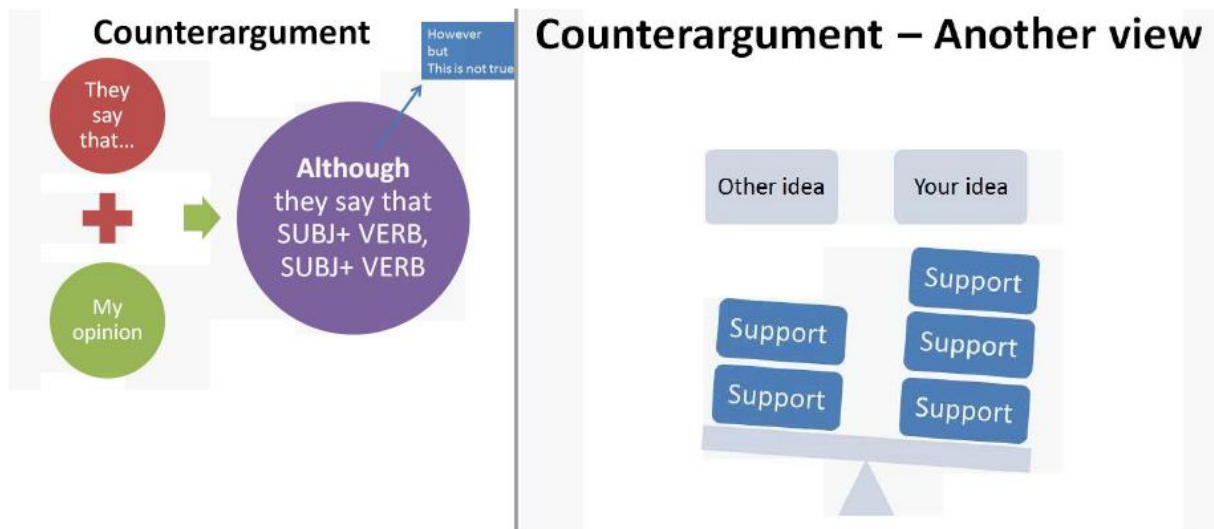 Counterargument
However
but
This is not true
They
say
that...
My
opinion
Although
they say that
SUBJ+ VERB,
SUBJ+ VERB
Counterargument – Another view
Other idea
Your idea
Support
Support
Support
Support
Support